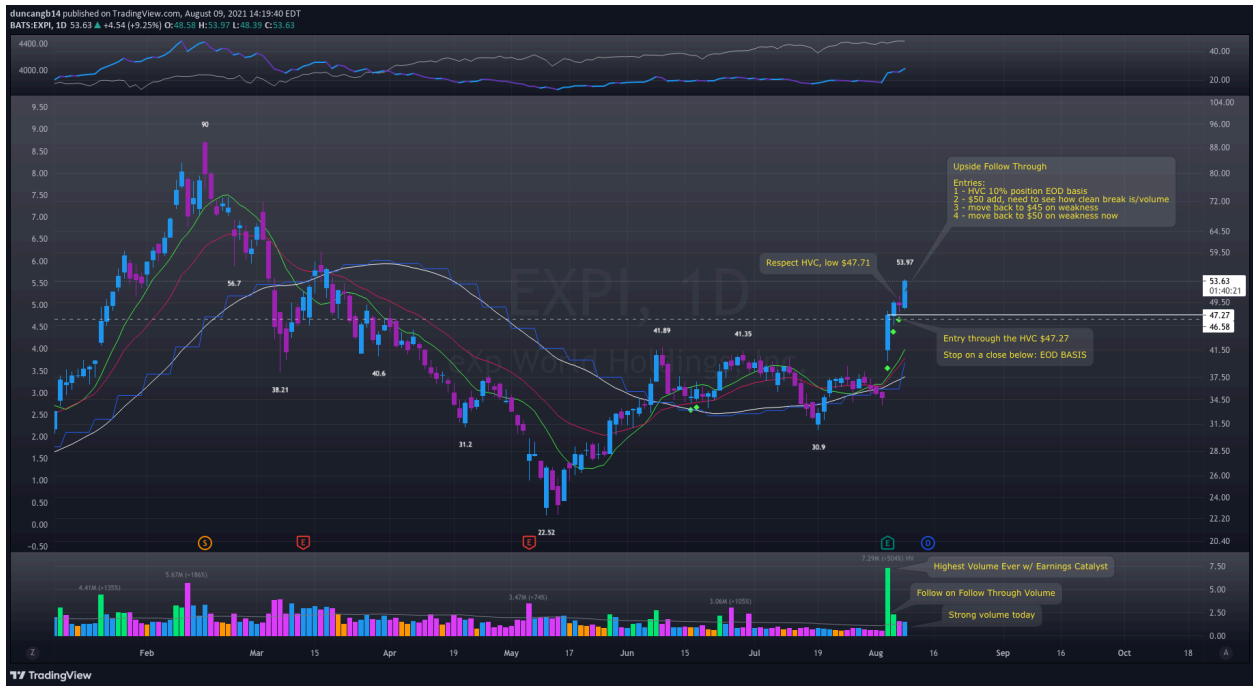 duncangb14 published on TradingView.com, August 09, 2021 14:19:40 EDT
BATS:EXPI, 1D 53.63 ▲ +4.54 (+9.25%) O:48.58 H:53.97 L:48.39 C:53.63
4400.00
4000.00
40.00
20.00
9.50
9.00
8.50
8.00
7.50
7.00
6.50
6.00
5.50
5.00
4.50
4.00
3.50
3.00
2.50
2.00
1.50
1.00
0.50
0.00
−0.50
104.00
96.00
88.00
80.00
72.00
64.50
59.50
53.63
01:40:21
49.50
47.27
46.58
41.50
37.50
34.50
31.50
28.50
26.00
24.00
22.20
20.40
EXPI, 1D
eXp World Holdings, Inc.
90
56.7
38.21
40.6
31.2
22.52
41.89
41.35
30.9
53.97
Upside Follow Through
Entries:
1 - HVC 10% position EOD basis
2 - $50 add, need to see how clean break is/volume
3 - move back to $45 on weakness
4 - move back to $50 on weakness now
Respect HVC, low $47.71
Entry through the HVC $47.27
Stop on a close below: EOD BASIS
S
E
E
E
D
4.41M (+135%)
5.67M (+186%)
3.47M (+74%)
3.06M (+105%)
7.29M (+504%) HV
Highest Volume Ever w/ Earnings Catalyst
Follow on Follow Through Volume
Strong volume today
7.50
5.00
2.50
0.00
Z
Feb
Mar
15
Apr
19
May
17
Jun
15
Jul
19
Aug
16
Sep
16
Oct
18
A
TradingView